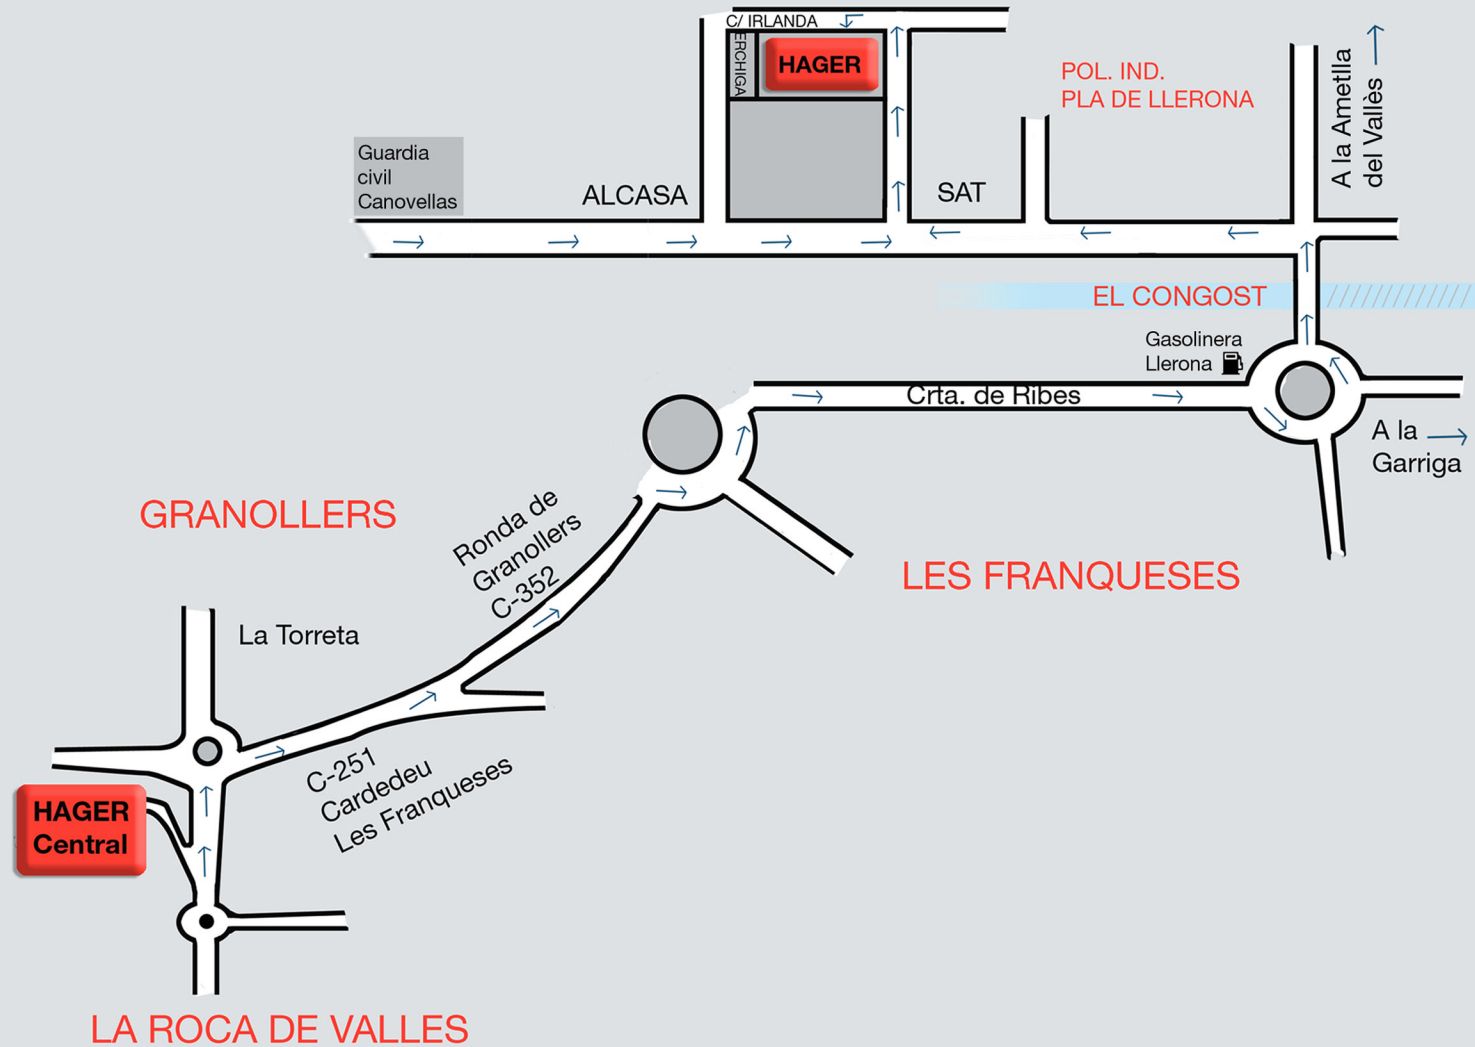 C/ IRLANDA
ERCHIGA
HAGER
POL. IND.
PLA DE LLERONA
A la Ametlla
del Vallès
Guardia
civil
Canovellas
ALCASA
SAT
EL CONGOST
Gasolinera
Llerona
Crta. de Ribes
A la
Garriga
GRANOLLERS
Ronda de
Granollers
C-352
LES FRANQUESES
La Torreta
C-251
Cardedeu
Les Franqueses
HAGER
Central
LA ROCA DE VALLES